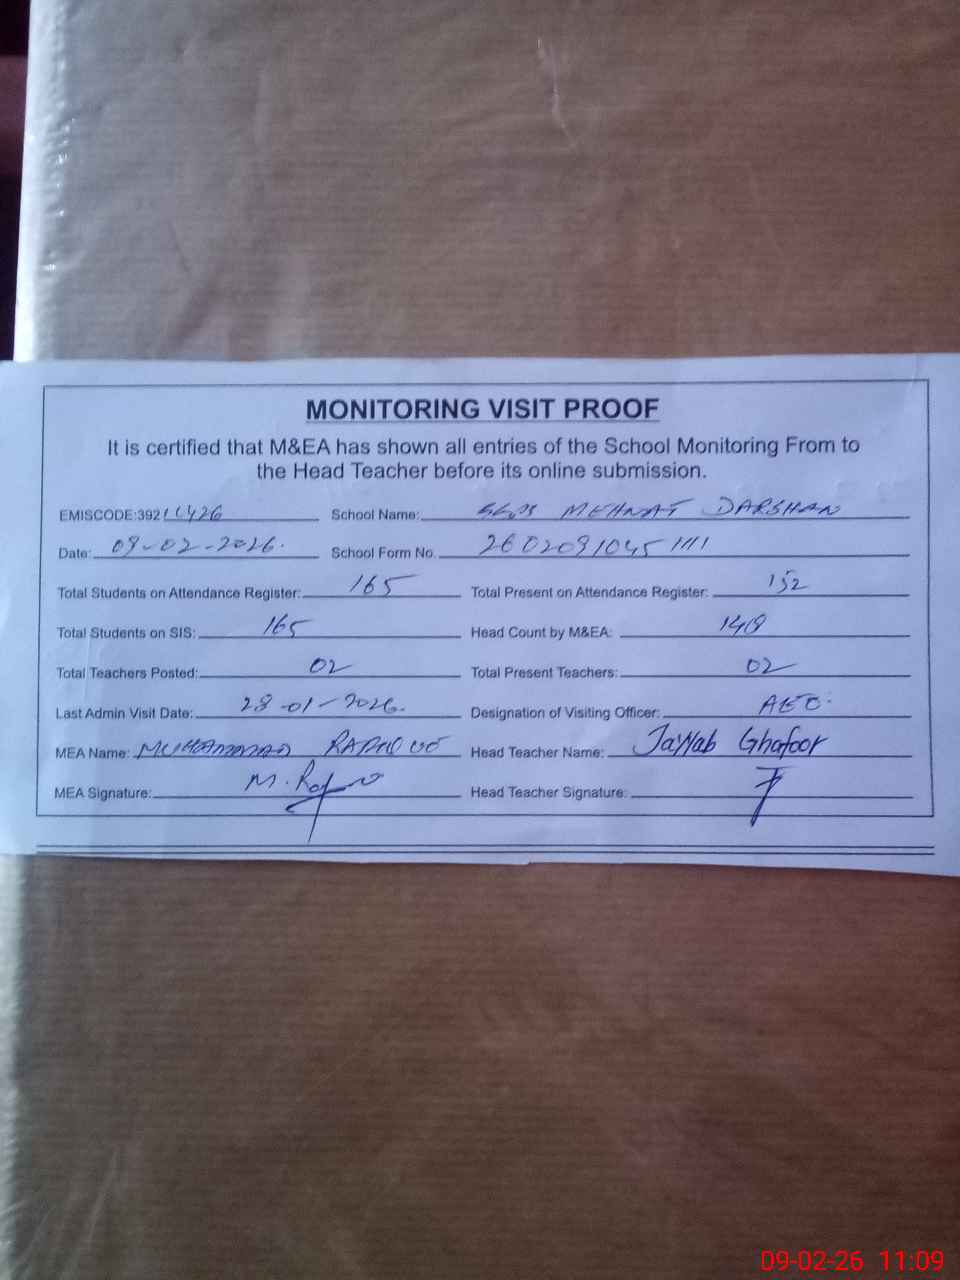 MONITORING VISIT PROOF
It is certified that M&EA has shown all entries of the School Monitoring From to
the Head Teacher before its online submission.
EMISCODE:392 School Name: MEHNAT DARSHAN
Date: 09-02-2026. School Form No. 26020910451111
Total Students on Attendance Register: 165 Total Present on Attendance Register: 152
Total Students on SIS: 165 Head Count by M&EA:
Total Teachers Posted: 02 Total Present Teachers: 02
Last Admin Visit Date: 28-01-2026. Designation of Visiting Officer: AEO.
MEA Name: MUHAMMAD Head Teacher Name: Ghafoor
MEA Signature: Head Teacher Signature:
09-02-26 11:09